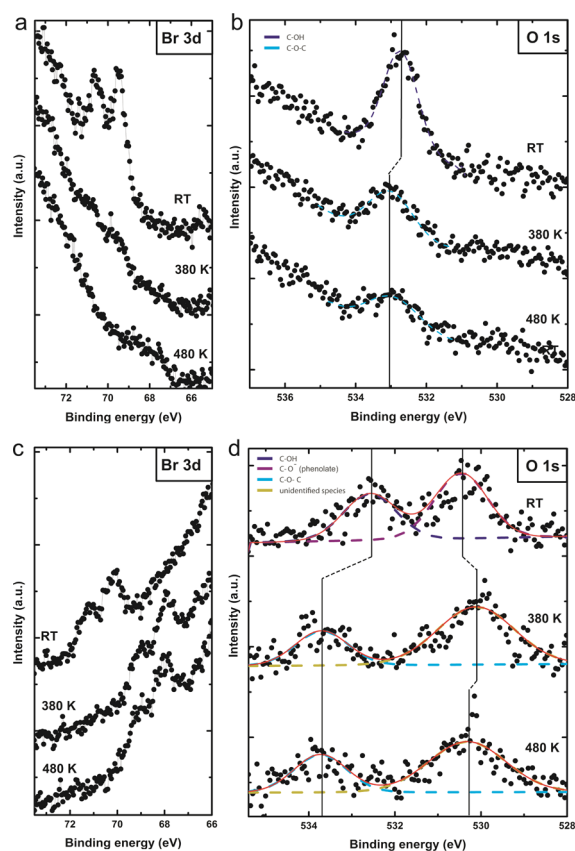 a
Br 3d
Intensity (a.u.)
RT
380 K
480 K
72 70 68 66
Binding energy (eV)
b
O 1s
C-OH
C-O-C
Intensity (a.u.)
RT
380 K
480 K
536 534 532 530 528
Binding energy (eV)
c
Br 3d
Intensity (a.u.)
RT
380 K
480 K
72 70 68 66
Binding energy (eV)
d
O 1s
C-OH
C-O⁻ (phenolate)
C-O- C
unidentified species
Intensity (a.u.)
RT
380 K
480 K
534 532 530 528
Binding energy (eV)